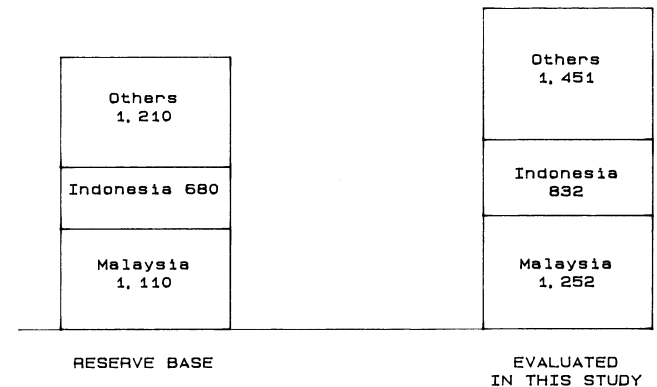 Others
1,210
Indonesia 680
Malaysia
1,110
RESERVE BASE
Others
1,451
Indonesia
832
Malaysia
1,252
EVALUATED
IN THIS STUDY